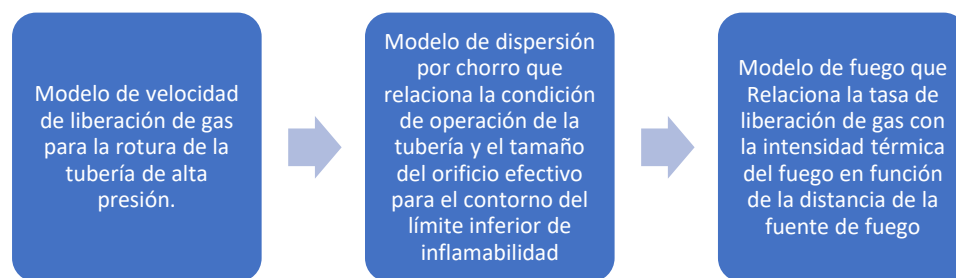 Modelo de velocidad
de liberación de gas
para la rotura de la
tubería de alta
presión.
Modelo de dispersión
por chorro que
relaciona la condición
de operación de la
tubería y el tamaño
del orificio efectivo
para el contorno del
límite inferior de
inflamabilidad
Modelo de fuego que
Relaciona la tasa de
liberación de gas con
la intensidad térmica
del fuego en función
de la distancia de la
fuente de fuego